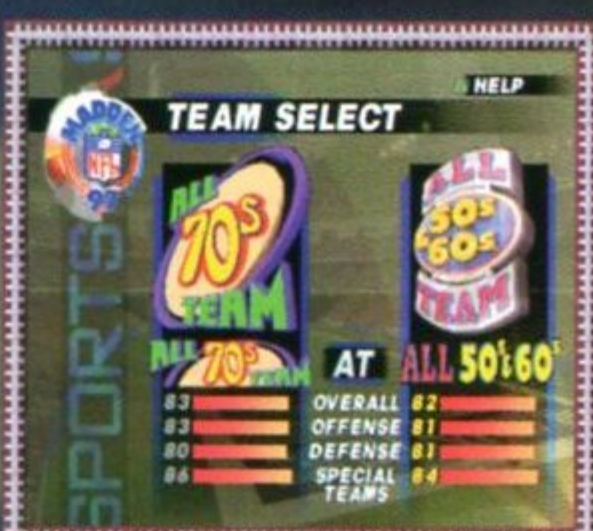 HELP
TEAM SELECT
MADDEN
NFL
SPORTS
ALL
70s
TEAM
ALL
50s
& 60s
TEAM
ALL 70s TEAM
AT
ALL 50s & 60s
83 OVERALL 82
83 OFFENSE 81
80 DEFENSE 81
86 SPECIAL TEAMS 84